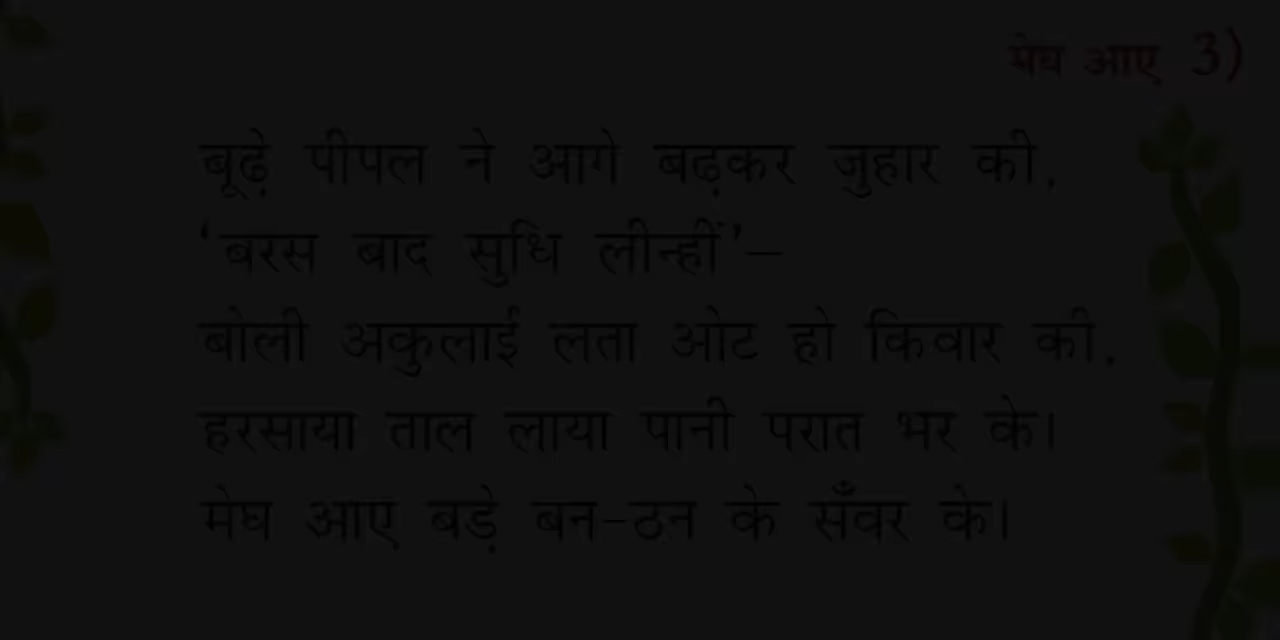 मेघ आए 3)
बूढ़े पीपल ने आगे बढ़कर जुहार की,
‘बरस बाद सुधि लीन्हीं’–
बोली अकुलाई लता ओट हो किवार की,
हरसाया ताल लाया पानी परात भर के।
मेघ आए बड़े बन-ठन के सँवर के।